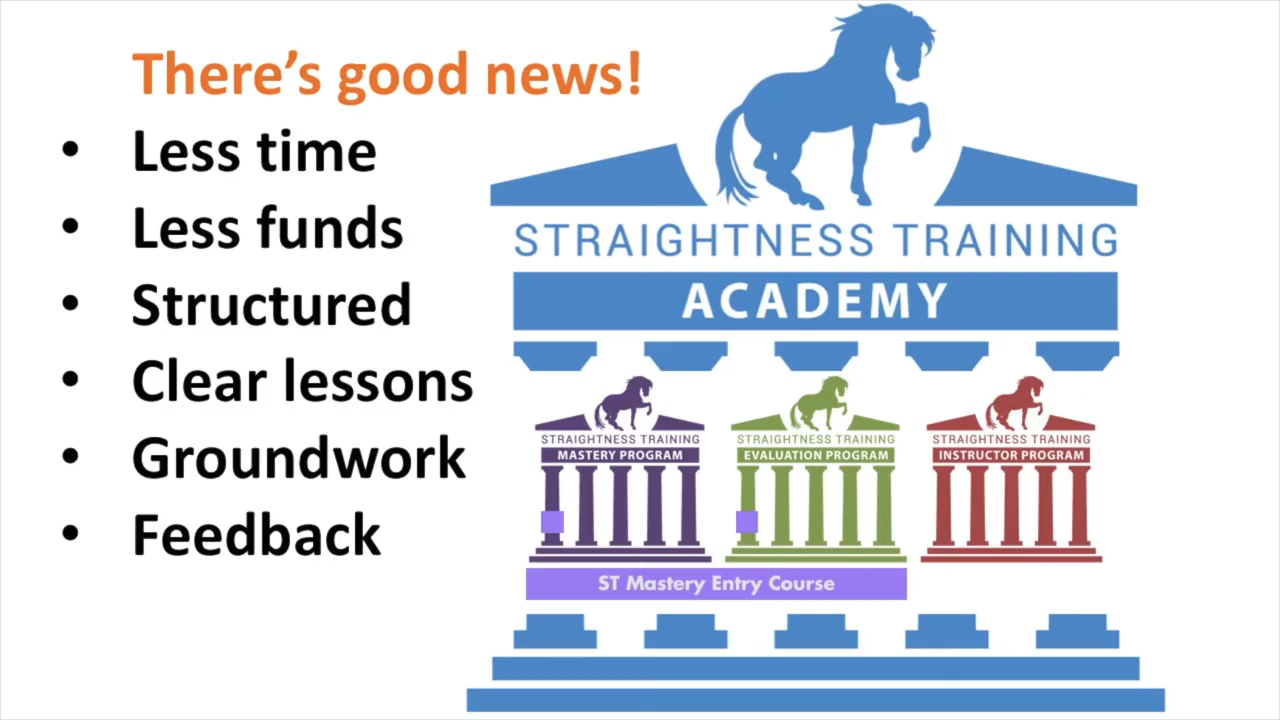 There's good news!
• Less time
• Less funds
• Structured
• Clear lessons
• Groundwork
• Feedback
STRAIGHTNESS TRAINING
ACADEMY
STRAIGHTNESS TRAINING
MASTERY PROGRAM
STRAIGHTNESS TRAINING
EVALUATION PROGRAM
STRAIGHTNESS TRAINING
INSTRUCTOR PROGRAM
ST Mastery Entry Course